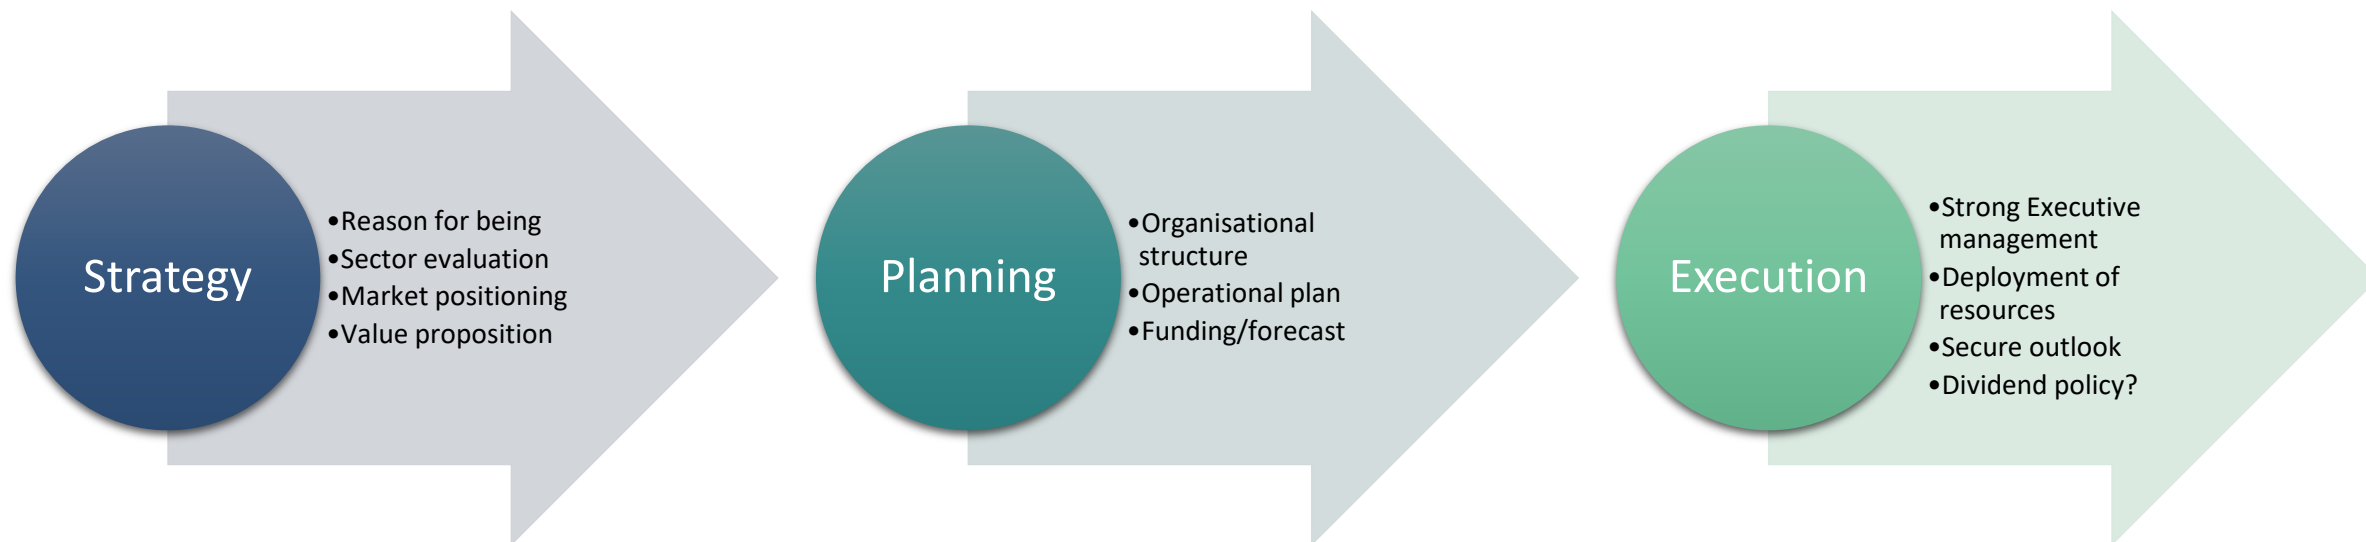 Strategy
•Reason for being
•Sector evaluation
•Market positioning
•Value proposition
Planning
•Organisational
structure
•Operational plan
•Funding/forecast
Execution
•Strong Executive
management
•Deployment of
resources
•Secure outlook
•Dividend policy?